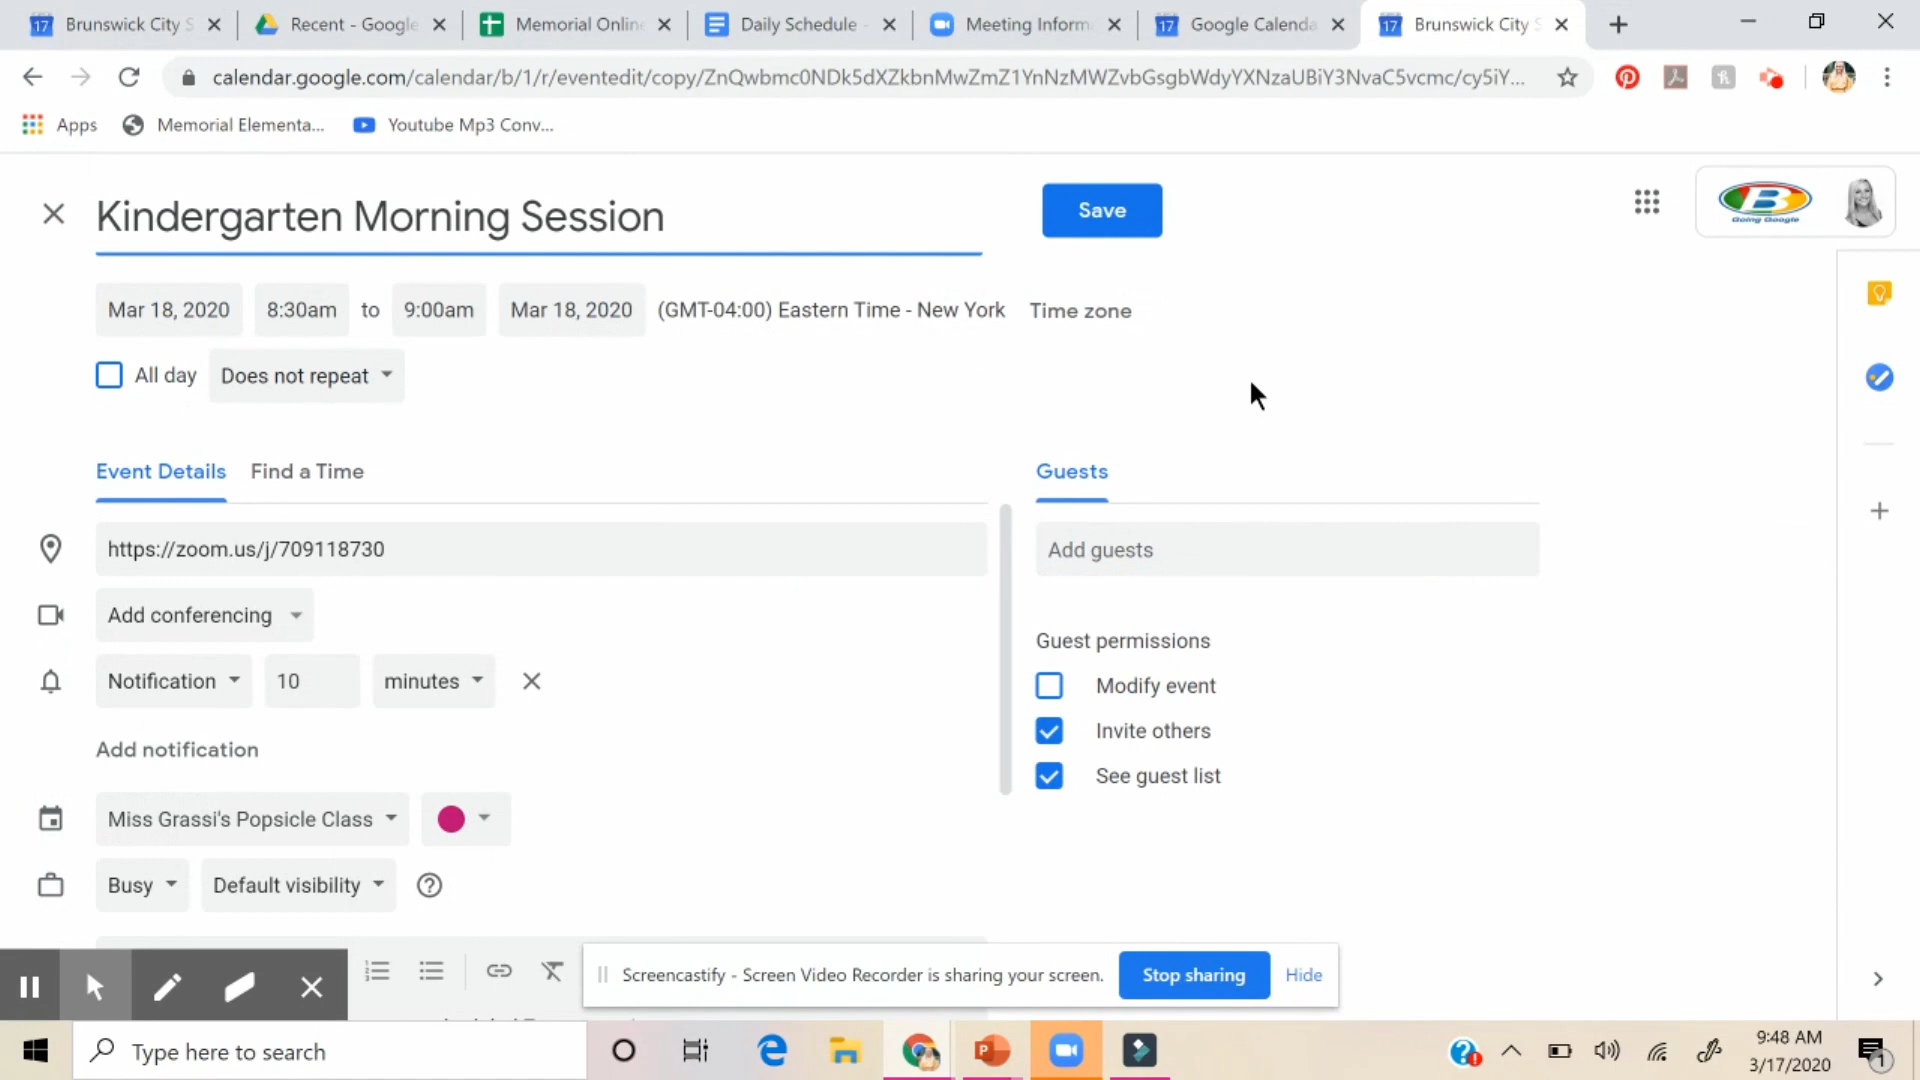 Brunswick City S
Recent - Google
Memorial Online
Daily Schedule -
Meeting Inform
Google Calenda
Brunswick City S
calendar.google.com/calendar/b/1/r/eventedit/copy/ZnQwbmc0NDk5dXZkbnMwZmZ1YnNzMWZvbGsgbWdyYXNzaUBiY3NvaC5vcmc/cy5iY...
Apps
Memorial Elementa...
Youtube Mp3 Conv...
Kindergarten Morning Session
Save
B
Going Google
Mar 18, 2020 8:30am to 9:00am Mar 18, 2020 (GMT-04:00) Eastern Time - New York Time zone
All day Does not repeat
Event Details Find a Time
Guests
https://zoom.us/j/709118730
Add guests
Add conferencing
Guest permissions
Notification 10 minutes
Modify event
Invite others
Add notification
See guest list
Miss Grassi's Popsicle Class
Busy Default visibility
Screencastify - Screen Video Recorder is sharing your screen. Stop sharing Hide
Type here to search
9:48 AM
3/17/2020
1